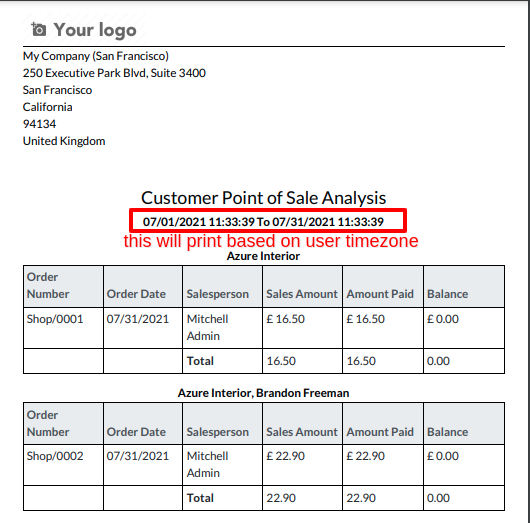 Your logo
My Company (San Francisco)
250 Executive Park Blvd, Suite 3400
San Francisco
California
94134
United Kingdom
Customer Point of Sale Analysis
07/01/2021 11:33:39 To 07/31/2021 11:33:39
this will print based on user timezone
Azure Interior
Order
Number Order Date Salesperson Sales Amount Amount Paid Balance
Shop/0001 07/31/2021 Mitchell £ 16.50 £ 16.50 £ 0.00
Admin
Total 16.50 16.50 0.00
Azure Interior, Brandon Freeman
Order
Number Order Date Salesperson Sales Amount Amount Paid Balance
Shop/0002 07/31/2021 Mitchell £ 22.90 £ 22.90 £ 0.00
Admin
Total 22.90 22.90 0.00